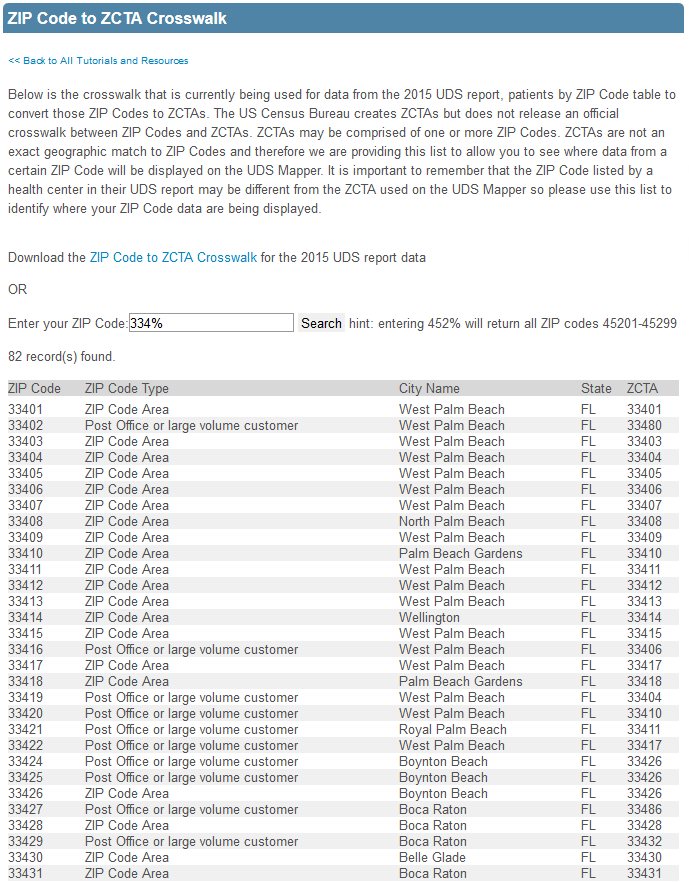 ZIP Code to ZCTA Crosswalk
<< Back to All Tutorials and Resources
Below is the crosswalk that is currently being used for data from the 2015 UDS report, patients by ZIP Code table to
convert those ZIP Codes to ZCTAs. The US Census Bureau creates ZCTAs but does not release an official
crosswalk between ZIP Codes and ZCTAs. ZCTAs may be comprised of one or more ZIP Codes. ZCTAs are not an
exact geographic match to ZIP Codes and therefore we are providing this list to allow you to see where data from a
certain ZIP Code will be displayed on the UDS Mapper. It is important to remember that the ZIP Code listed by a
health center in their UDS report may be different from the ZCTA used on the UDS Mapper so please use this list to
identify where your ZIP Code data are being displayed.
Download the ZIP Code to ZCTA Crosswalk for the 2015 UDS report data
OR
Enter your ZIP Code: 334% Search hint: entering 452% will return all ZIP codes 45201-45299
82 record(s) found.
ZIP Code ZIP Code Type City Name State ZCTA
33401 ZIP Code Area West Palm Beach FL 33401
33402 Post Office or large volume customer West Palm Beach FL 33480
33403 ZIP Code Area West Palm Beach FL 33403
33404 ZIP Code Area West Palm Beach FL 33404
33405 ZIP Code Area West Palm Beach FL 33405
33406 ZIP Code Area West Palm Beach FL 33406
33407 ZIP Code Area West Palm Beach FL 33407
33408 ZIP Code Area North Palm Beach FL 33408
33409 ZIP Code Area West Palm Beach FL 33409
33410 ZIP Code Area Palm Beach Gardens FL 33410
33411 ZIP Code Area West Palm Beach FL 33411
33412 ZIP Code Area West Palm Beach FL 33412
33413 ZIP Code Area West Palm Beach FL 33413
33414 ZIP Code Area Wellington FL 33414
33415 ZIP Code Area West Palm Beach FL 33415
33416 Post Office or large volume customer West Palm Beach FL 33406
33417 ZIP Code Area West Palm Beach FL 33417
33418 ZIP Code Area Palm Beach Gardens FL 33418
33419 Post Office or large volume customer West Palm Beach FL 33404
33420 Post Office or large volume customer West Palm Beach FL 33410
33421 Post Office or large volume customer Royal Palm Beach FL 33411
33422 Post Office or large volume customer West Palm Beach FL 33417
33424 Post Office or large volume customer Boynton Beach FL 33426
33425 Post Office or large volume customer Boynton Beach FL 33426
33426 ZIP Code Area Boynton Beach FL 33426
33427 Post Office or large volume customer Boca Raton FL 33486
33428 ZIP Code Area Boca Raton FL 33428
33429 Post Office or large volume customer Boca Raton FL 33432
33430 ZIP Code Area Belle Glade FL 33430
33431 ZIP Code Area Boca Raton FL 33431